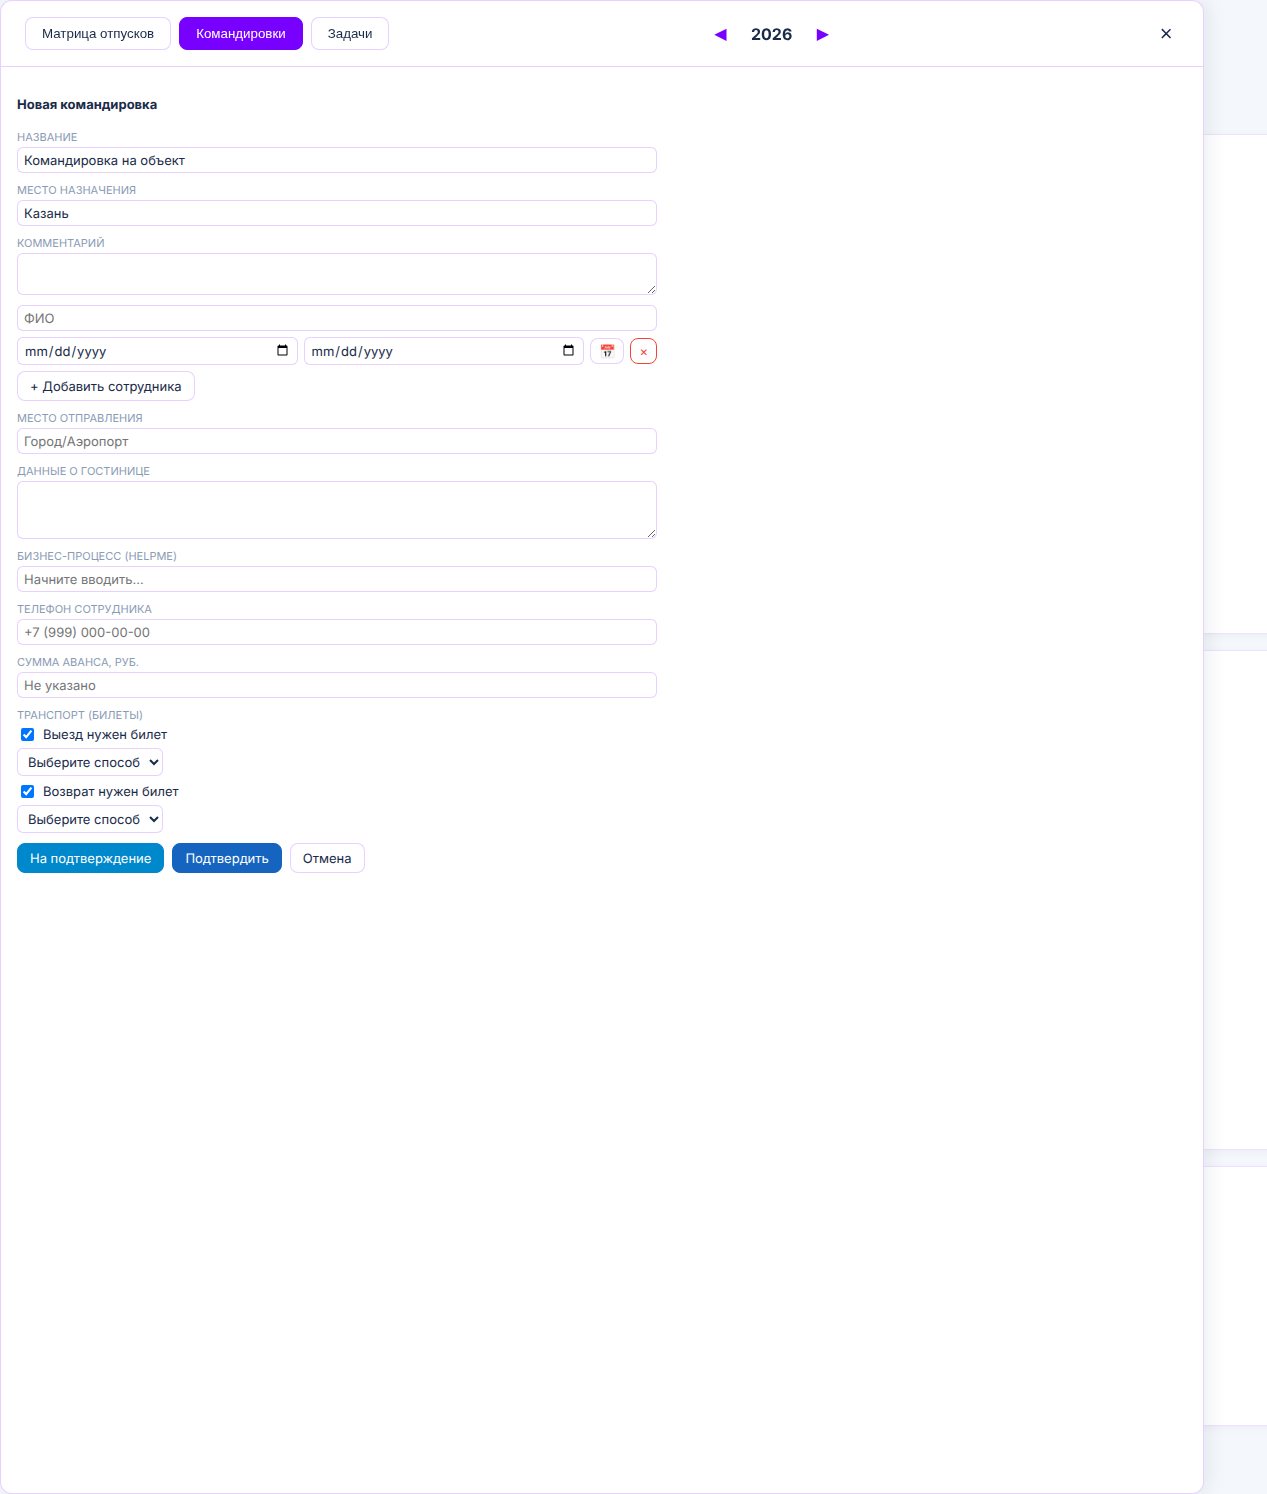 Матрица отпусков Командировки Задачи ◀ 2026 ▶ ×
Новая командировка
НАЗВАНИЕ
Командировка на объект
МЕСТО НАЗНАЧЕНИЯ
Казань
КОММЕНТАРИЙ
ФИО
mm/dd/yyyy mm/dd/yyyy ×
+ Добавить сотрудника
МЕСТО ОТПРАВЛЕНИЯ
Город/Аэропорт
ДАННЫЕ О ГОСТИНИЦЕ
БИЗНЕС-ПРОЦЕСС (HELPME)
Начните вводить...
ТЕЛЕФОН СОТРУДНИКА
+7 (999) 000-00-00
СУММА АВАНСА, РУБ.
Не указано
ТРАНСПОРТ (БИЛЕТЫ)
Выезд нужен билет
Выберите способ
Возврат нужен билет
Выберите способ
На подтверждение Подтвердить Отмена